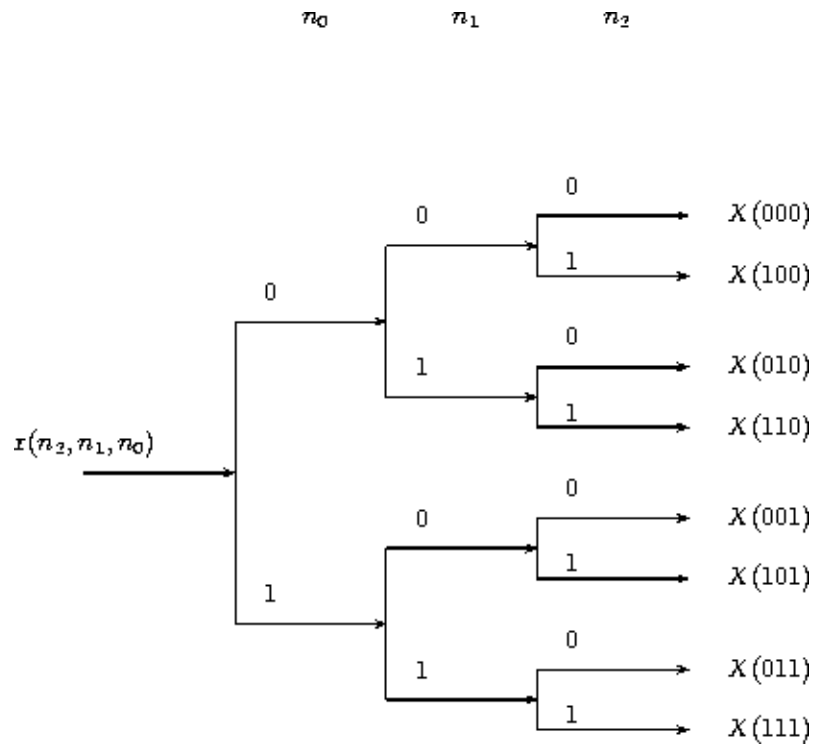 n₀ n₁ n₂
0
0 X(000)
0
1 X(100)
0
0
1 X(010)
1 X(110)
x(n₂, n₁, n₀)
0
0 X(001)
1 X(101)
1
0
1 X(011)
1 X(111)